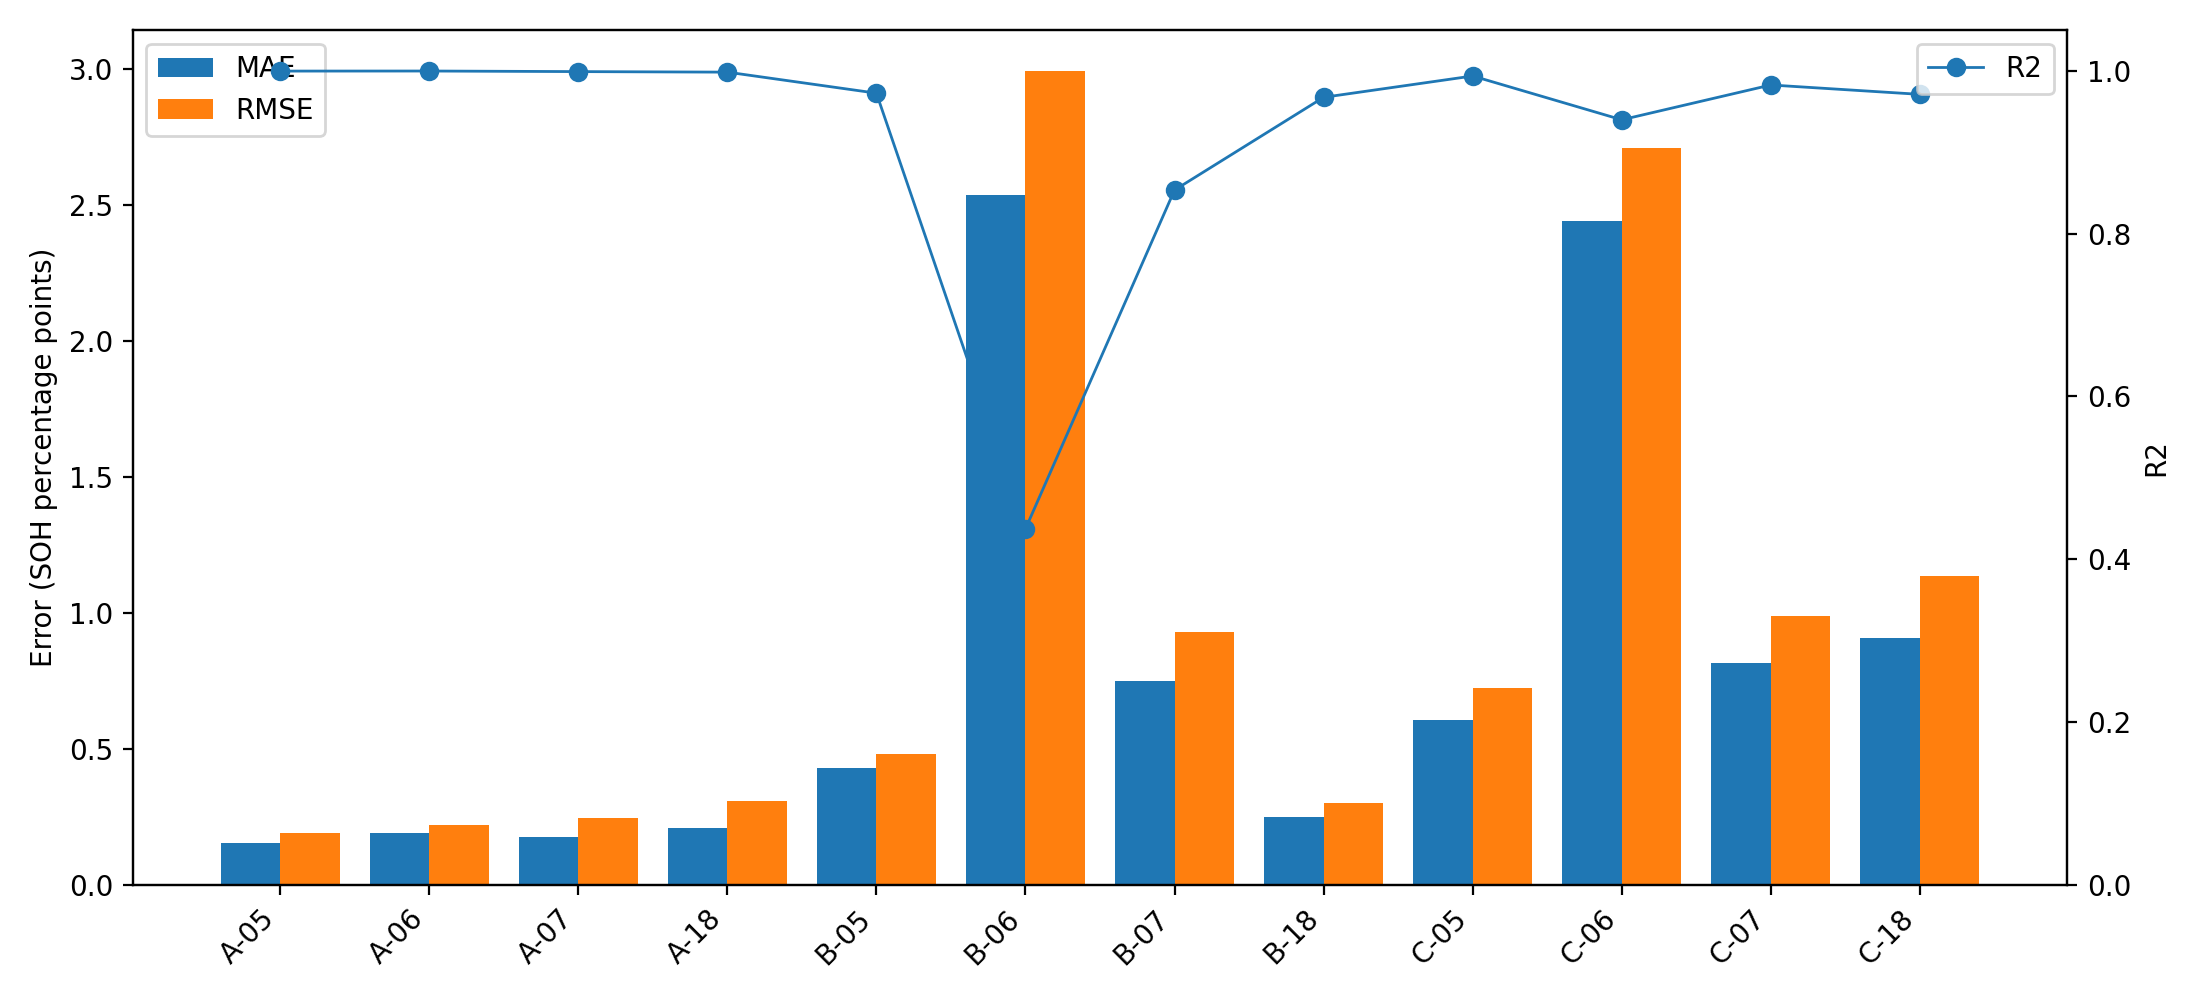 MAE
RMSE
R2
3.0
2.5
2.0
1.5
1.0
0.5
0.0
Error (SOH percentage points)
1.0
0.8
0.6
0.4
0.2
0.0
R2
A-05
A-06
A-07
A-18
B-05
B-06
B-07
B-18
C-05
C-06
C-07
C-18